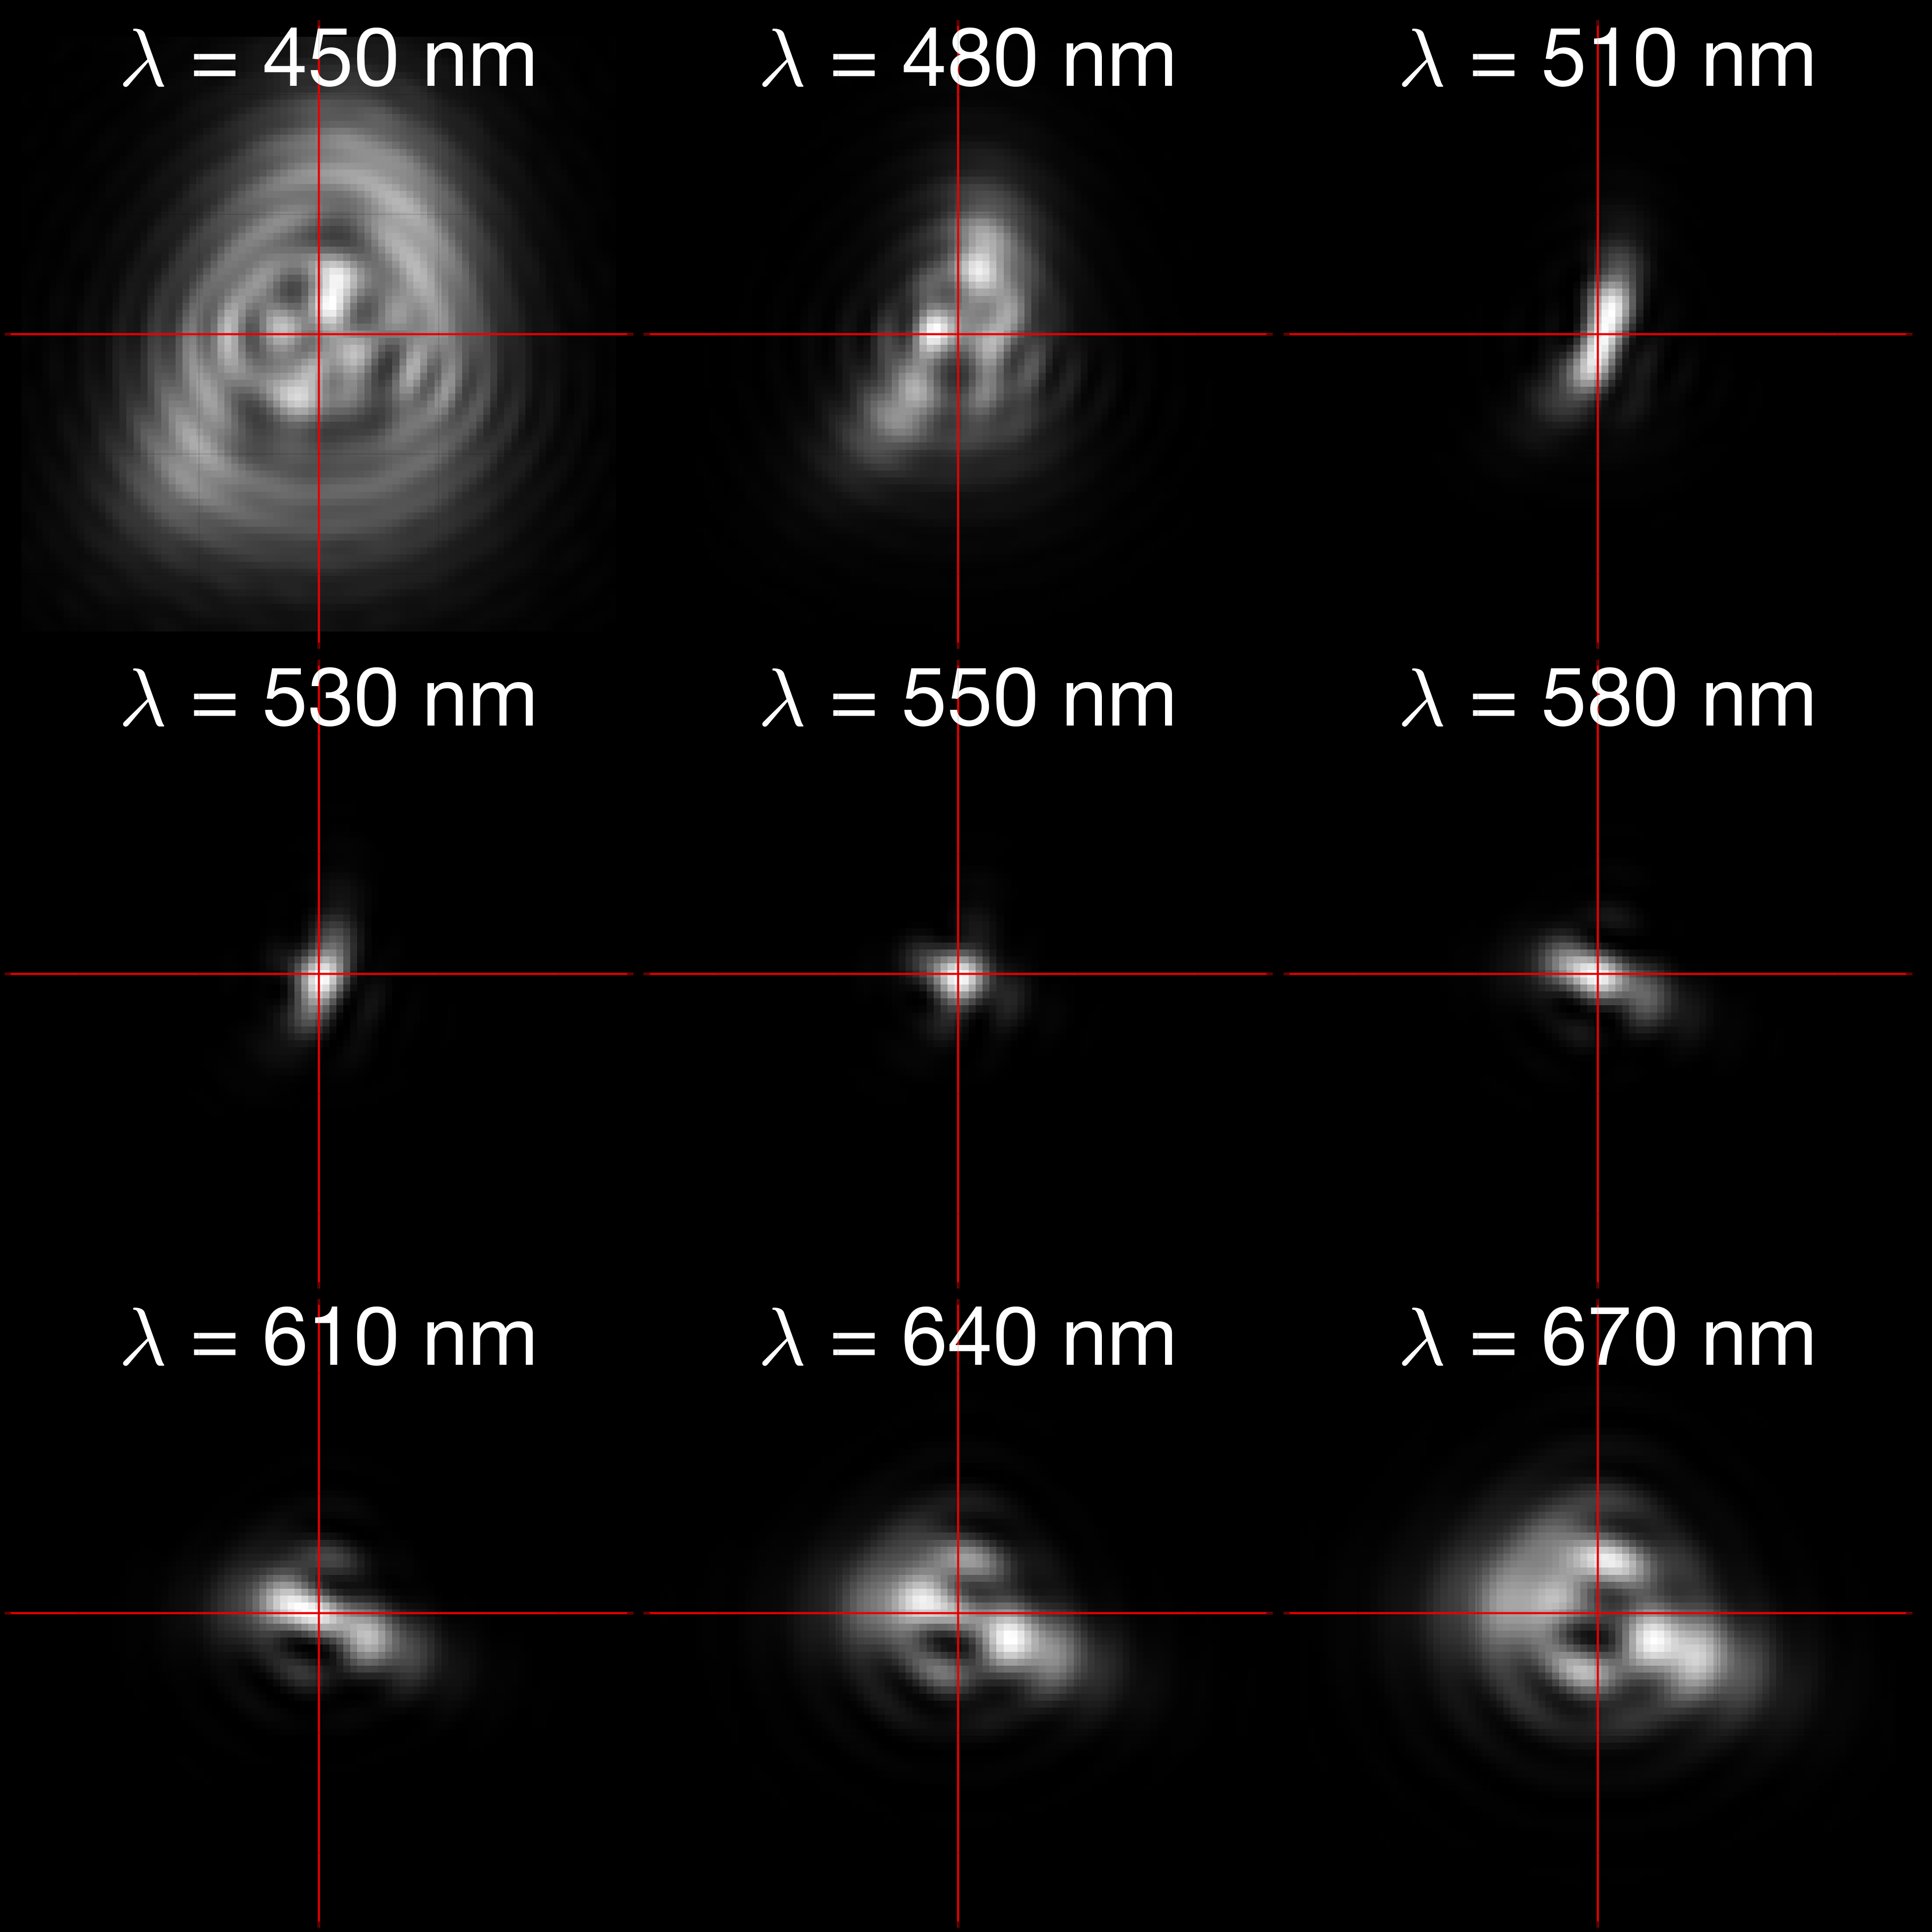 λ = 450 nm
λ = 480 nm
λ = 510 nm
λ = 530 nm
λ = 550 nm
λ = 580 nm
λ = 610 nm
λ = 640 nm
λ = 670 nm